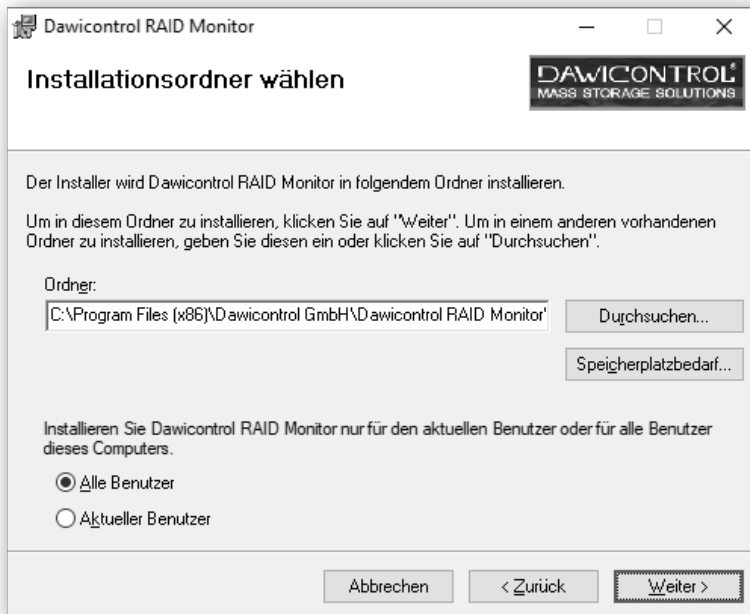 Dawicontrol RAID Monitor
Installationsordner wählen
DAWICONTROL®
MASS STORAGE SOLUTIONS
Der Installer wird Dawicontrol RAID Monitor in folgendem Ordner installieren.
Um in diesem Ordner zu installieren, klicken Sie auf "Weiter". Um in einem anderen vorhandenen
Ordner zu installieren, geben Sie diesen ein oder klicken Sie auf "Durchsuchen".
Ordner:
C:\Program Files (x86)\Dawicontrol GmbH\Dawicontrol RAID Monitor\
Durchsuchen...
Speicherplatzbedarf...
Installieren Sie Dawicontrol RAID Monitor nur für den aktuellen Benutzer oder für alle Benutzer
dieses Computers.
Alle Benutzer
Aktueller Benutzer
Abbrechen
< Zurück
Weiter >